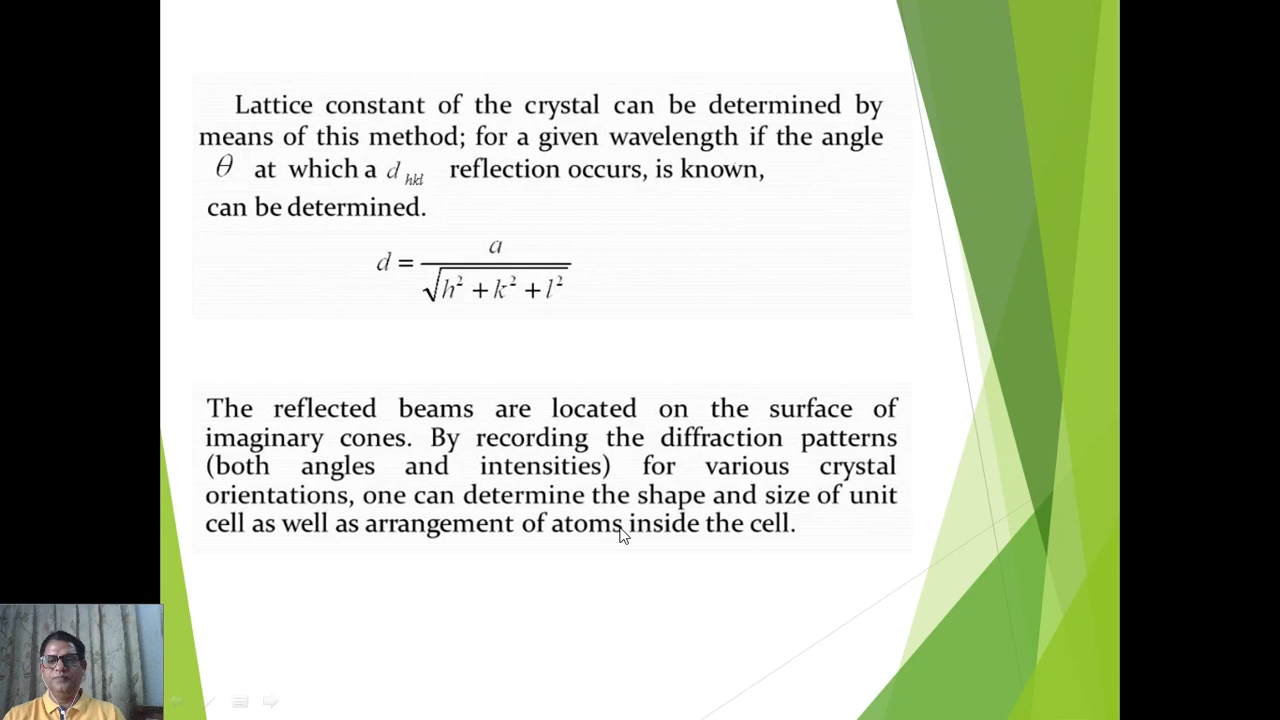 Lattice constant of the crystal can be determined by
means of this method; for a given wavelength if the angle
θ at which a d hkl reflection occurs, is known,
can be determined.
d = a / √h² + k² + l²
The reflected beams are located on the surface of
imaginary cones. By recording the diffraction patterns
(both angles and intensities) for various crystal
orientations, one can determine the shape and size of unit
cell as well as arrangement of atoms inside the cell.